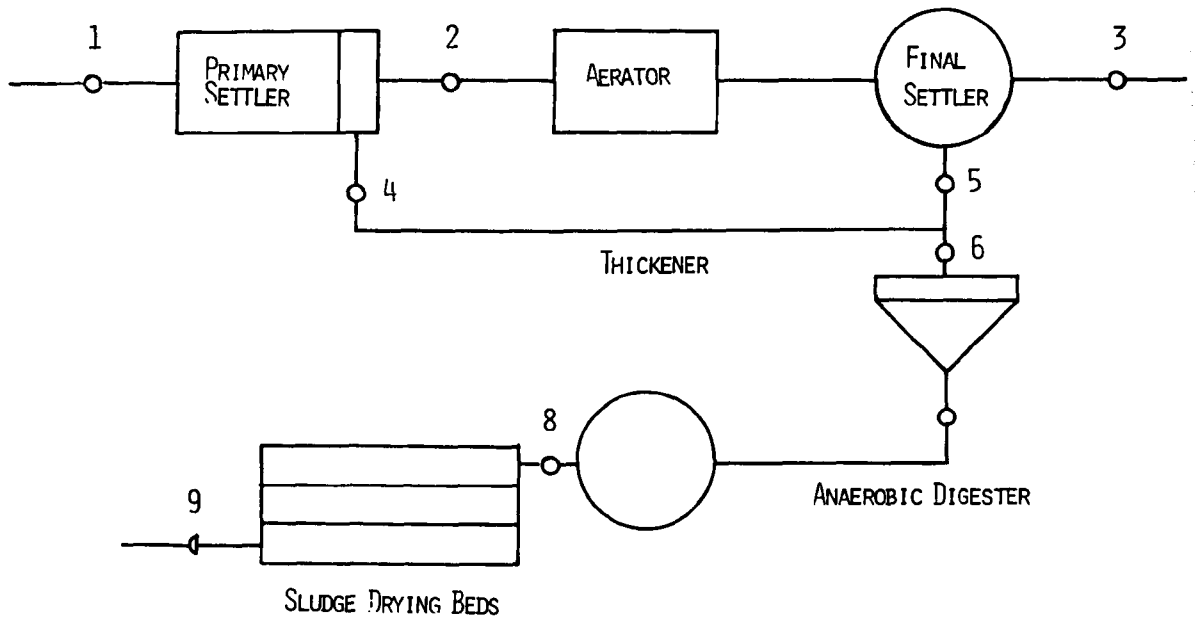 1
2
3
PRIMARY
SETTLER
AERATOR
FINAL
SETTLER
4
5
6
THICKENER
8
9
ANAEROBIC DIGESTER
SLUDGE DRYING BEDS